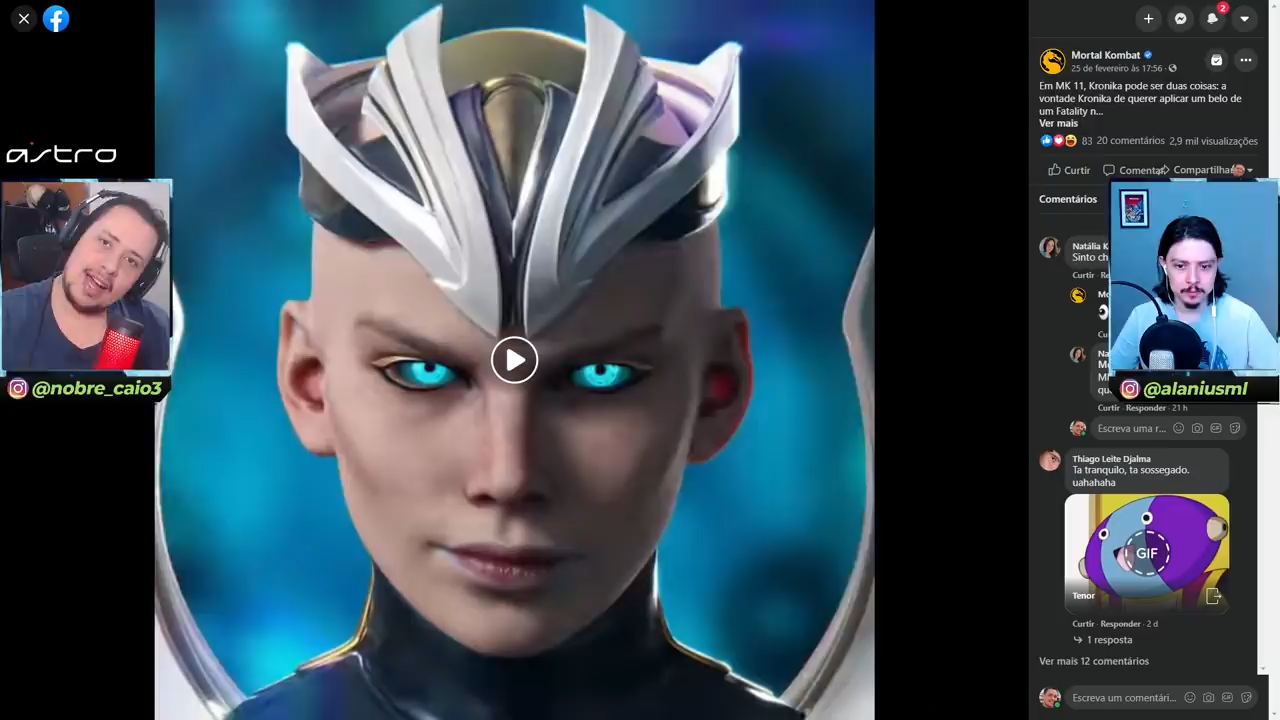 astro
@nobre_caio3
2
Mortal Kombat
25 de fevereiro às 17:56
Em MK 11, Kronika pode ser duas coisas: a
vontade Kronika de querer aplicar um belo de
um Fatality n...
Ver mais
83 20 comentários 2,9 mil visualizações
Curtir
Compartilhar
Comentários
Natália K
Sinto ch
Curtir
Curtir · Responder · 21 h
@alaniusml
Escreva uma r...
Thiago Leite Djalma
Ta tranquilo, ta sossegado.
uahahaha
GIF
Tenor
Curtir · Responder · 2 d
1 resposta
Ver mais 12 comentários
Escreva um comentári...